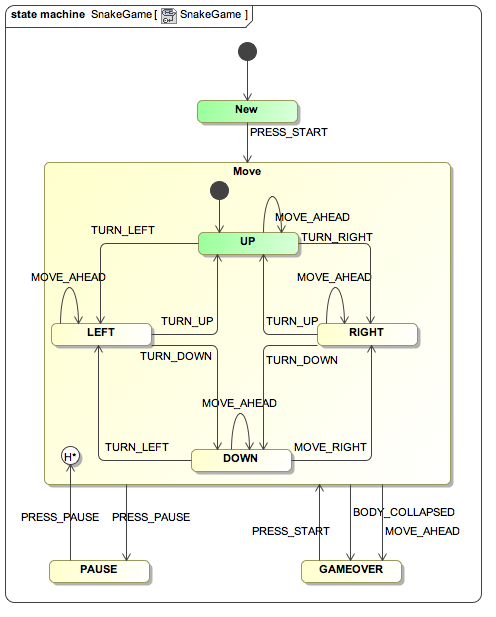 state machine SnakeGame [ SnakeGame ]
New
PRESS_START
Move
MOVE_AHEAD
TURN_LEFT
UP
TURN_RIGHT
MOVE_AHEAD
MOVE_AHEAD
TURN_UP
TURN_UP
LEFT
RIGHT
TURN_DOWN
TURN_DOWN
MOVE_AHEAD
TURN_LEFT
DOWN
MOVE_RIGHT
H*
PRESS_PAUSE
PRESS_PAUSE
BODY_COLLAPSED
PRESS_START
MOVE_AHEAD
PAUSE
GAMEOVER